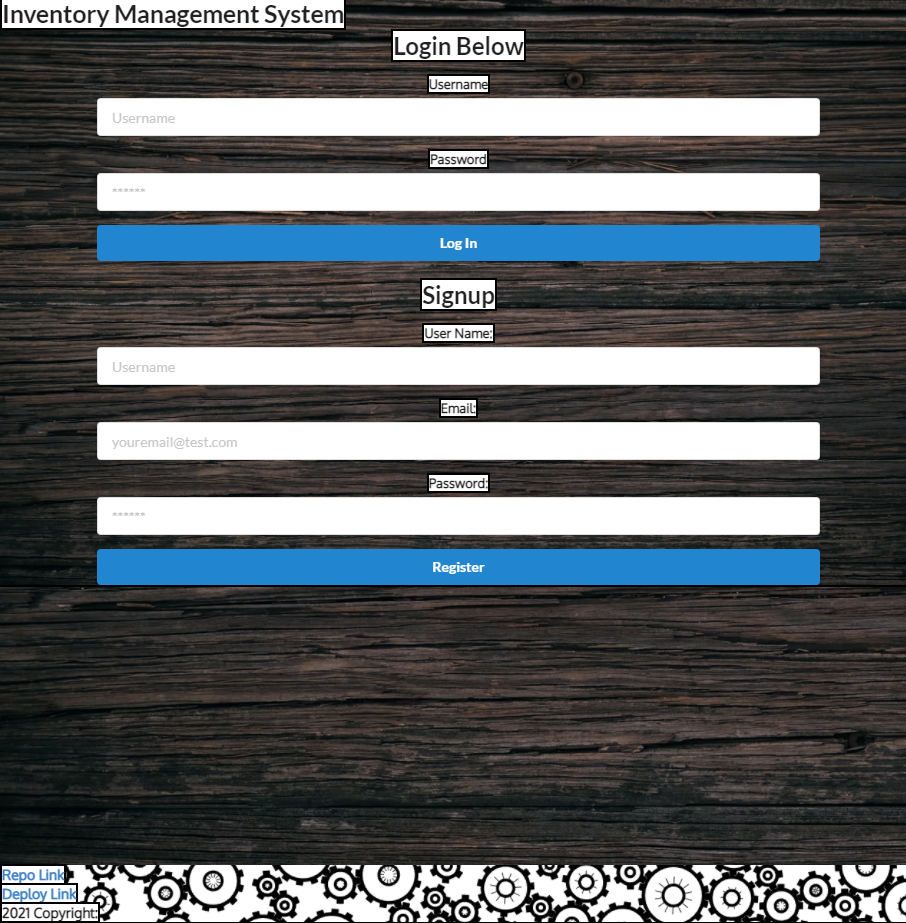 Inventory Management System
Login Below
Username
Username
Password
******
Log In
Signup
User Name:
Username
Email:
youremail@test.com
Password:
******
Register
Repo Link
Deploy Link
2021 Copyright: